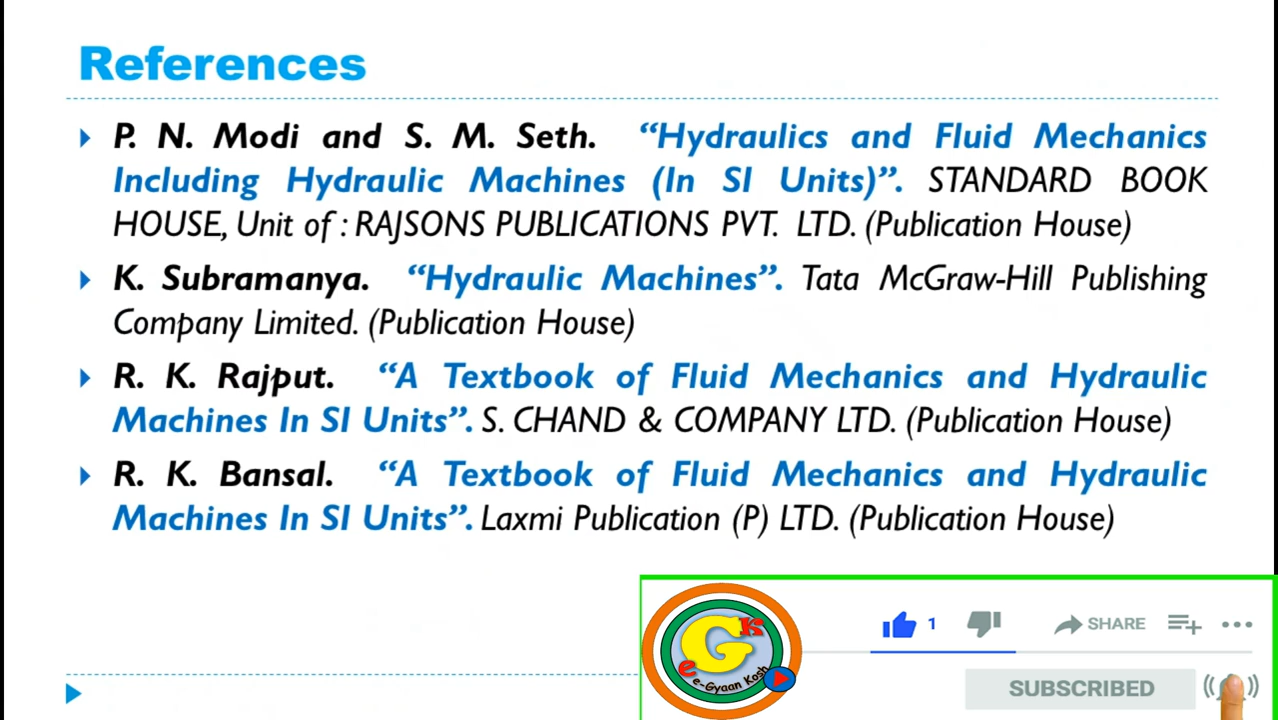 References
P. N. Modi and S. M. Seth. “Hydraulics and Fluid Mechanics
Including Hydraulic Machines (In SI Units)”. STANDARD BOOK
HOUSE, Unit of : RAJSONS PUBLICATIONS PVT. LTD. (Publication House)
K. Subramanya. “Hydraulic Machines”. Tata McGraw-Hill Publishing
Company Limited. (Publication House)
R. K. Rajput. “A Textbook of Fluid Mechanics and Hydraulic
Machines In SI Units”. S. CHAND & COMPANY LTD. (Publication House)
R. K. Bansal. “A Textbook of Fluid Mechanics and Hydraulic
Machines In SI Units”. Laxmi Publication (P) LTD. (Publication House)
e G K
e-Gyaan Kosh
1 SHARE
SUBSCRIBED